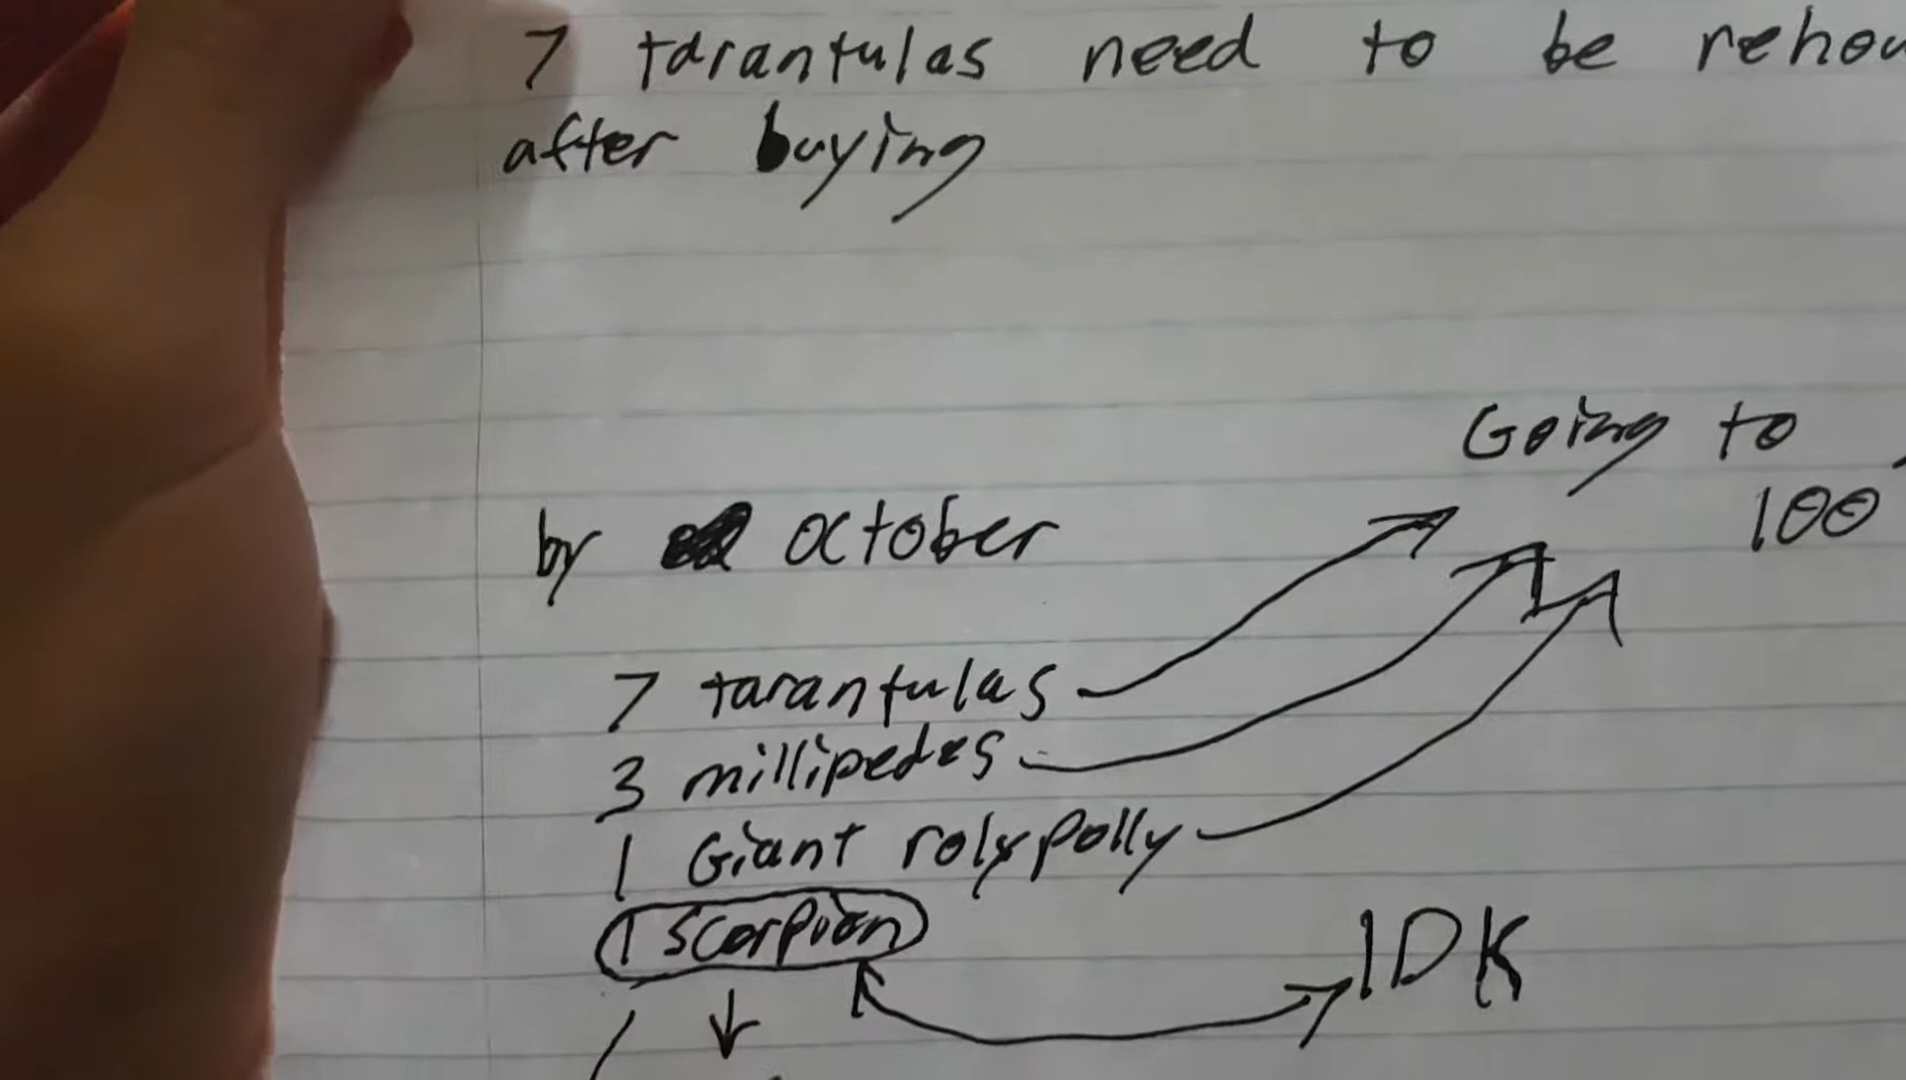 7 tarantulas need to be rehou
after buying
Going to
100
by october
7 tarantulas
3 millipedes
1 Giant rolypolly
1 scorpion
IDK